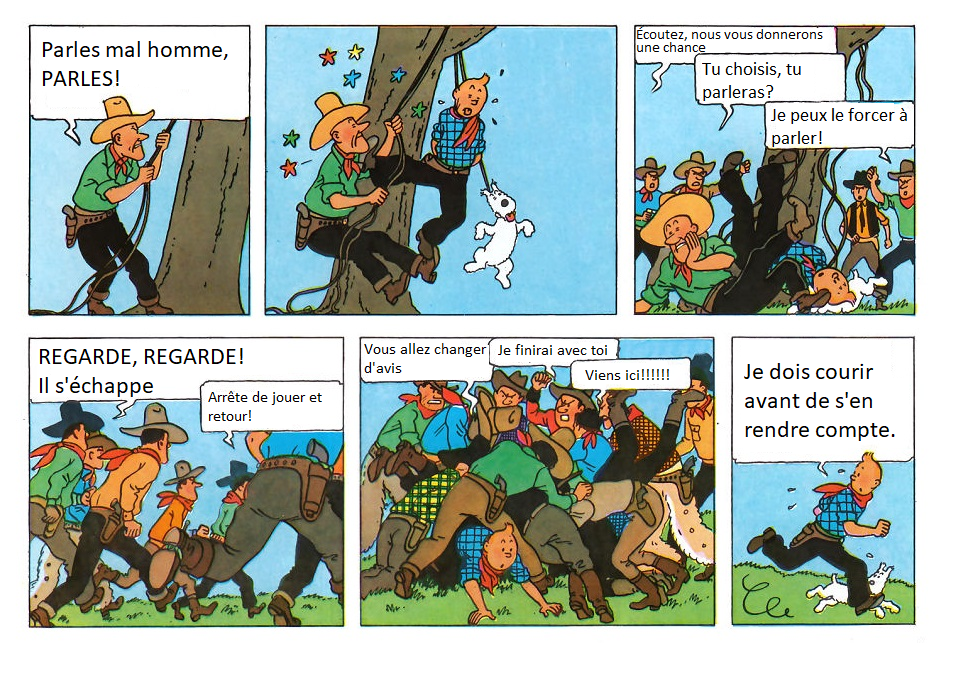 Parles mal homme,
PARLES!
Écoutez, nous vous donnerons
une chance
Tu choisis, tu
parleras?
Je peux le forcer à
parler!
REGARDE, REGARDE!
Il s'échappe
Arrête de jouer et
retour!
Vous allez changer
d'avis
Je finirai avec toi
Viens ici!!!!!!
Je dois courir
avant de s'en
rendre compte.